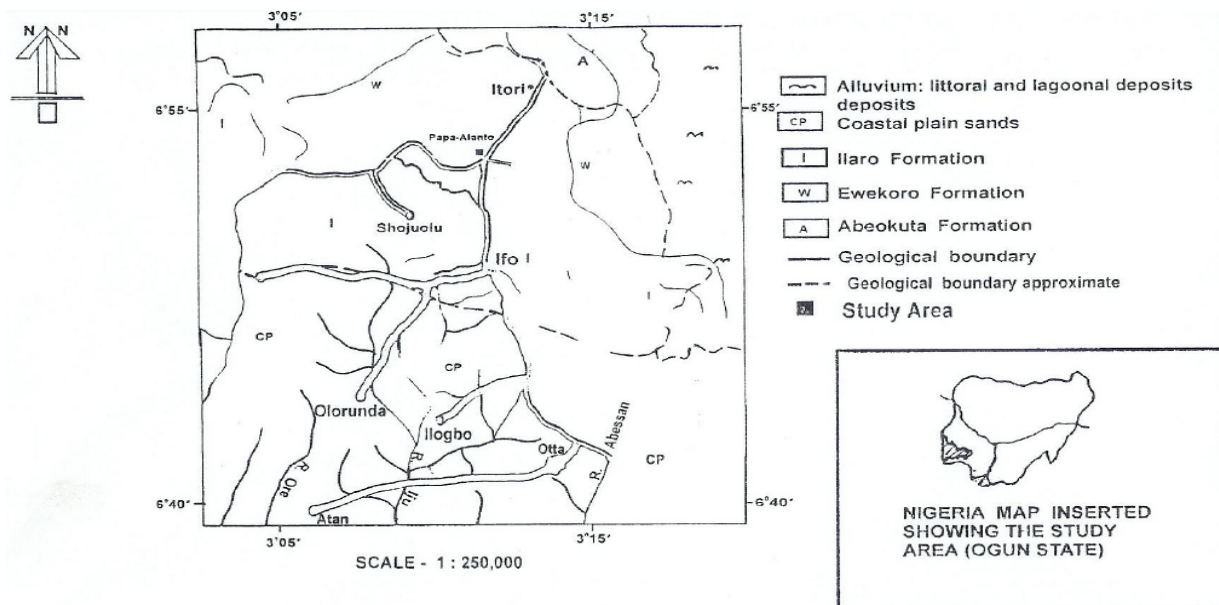 N N
3°05′ 3°15′
6°55′ 6°55′
A
W
Itori
I
Papa-Alanto
W
Shojuolu
I
Ifo I
I
I
CP
CP
Olorunda
Ilogbo
Otta
R. Abessan
CP
R. Ore
R. Iju
Atan
6°40′ 6°40′
3°05′ 3°15′
SCALE - 1 : 250,000
Alluvium: littoral and lagoonal deposits
deposits
CP Coastal plain sands
I Ilaro Formation
W Ewekoro Formation
A Abeokuta Formation
Geological boundary
Geological boundary approximate
Study Area
NIGERIA MAP INSERTED
SHOWING THE STUDY
AREA (OGUN STATE)